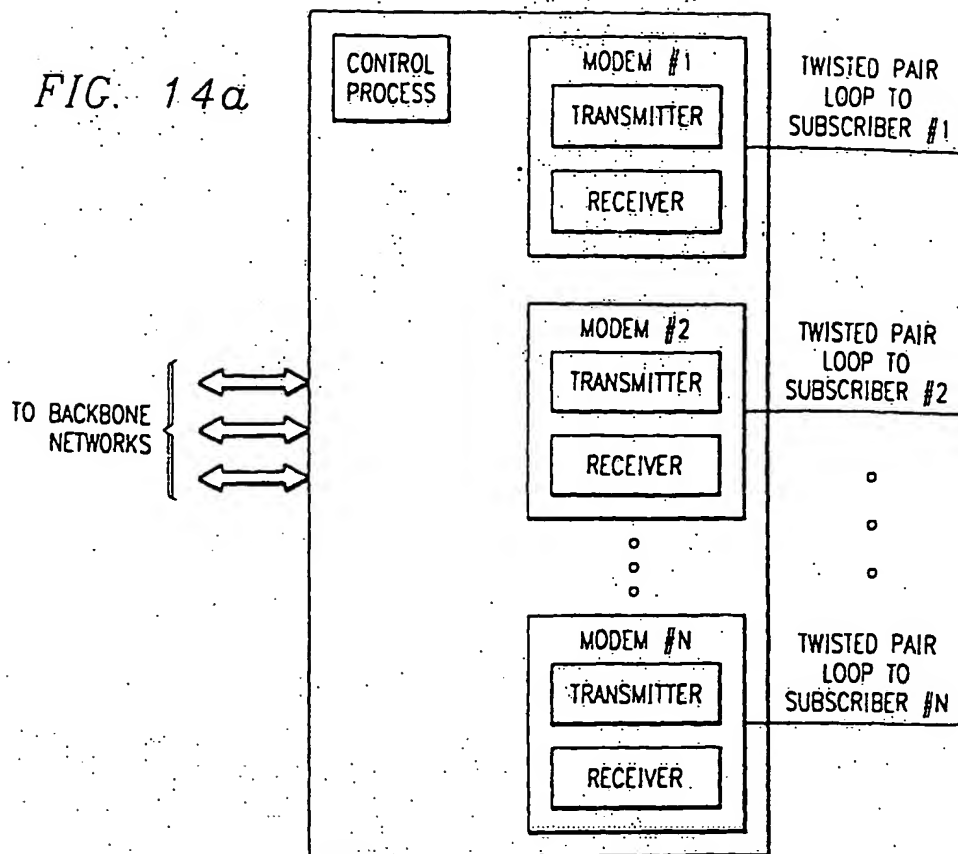 FIG. 14a
CONTROL
PROCESS
MODEM #1
TRANSMITTER
RECEIVER
TWISTED PAIR
LOOP TO
SUBSCRIBER #1
MODEM #2
TRANSMITTER
RECEIVER
TWISTED PAIR
LOOP TO
SUBSCRIBER #2
TO BACKBONE
NETWORKS
MODEM #N
TRANSMITTER
RECEIVER
TWISTED PAIR
LOOP TO
SUBSCRIBER #N